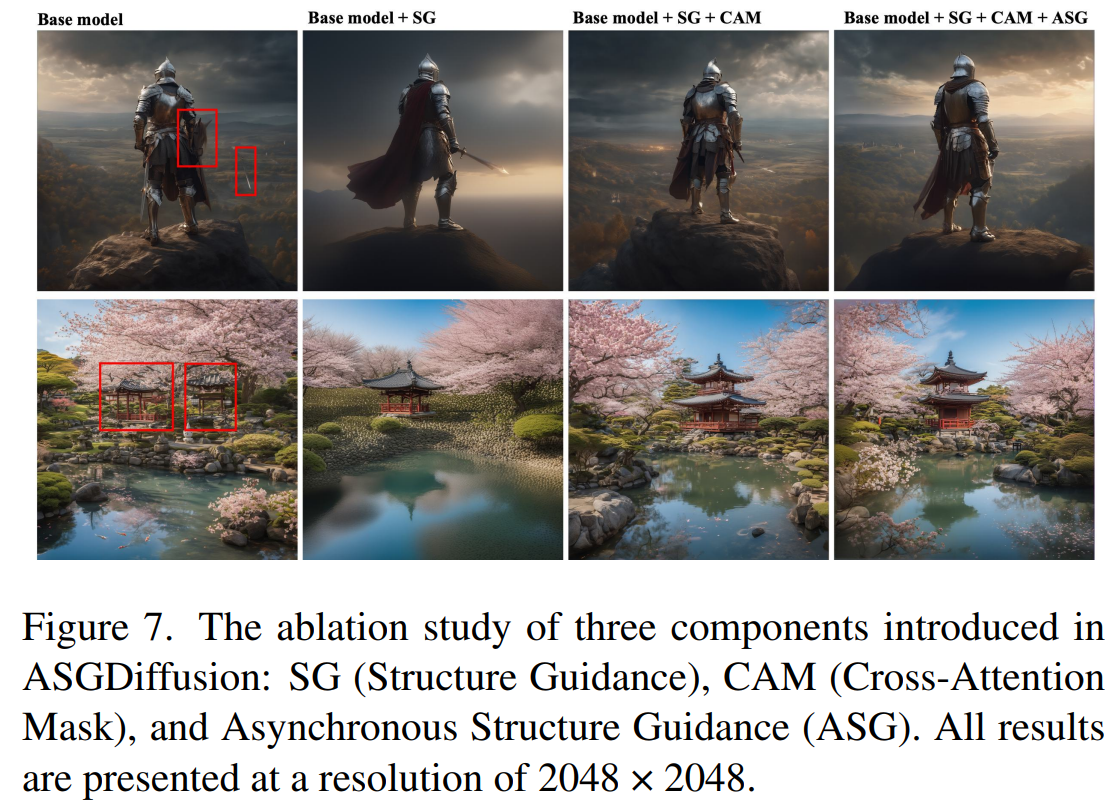 Base model
Base model + SG
Base model + SG + CAM
Base model + SG + CAM + ASG
Figure 7. The ablation study of three components introduced in
ASGDiffusion: SG (Structure Guidance), CAM (Cross-Attention
Mask), and Asynchronous Structure Guidance (ASG). All results
are presented at a resolution of 2048 × 2048.